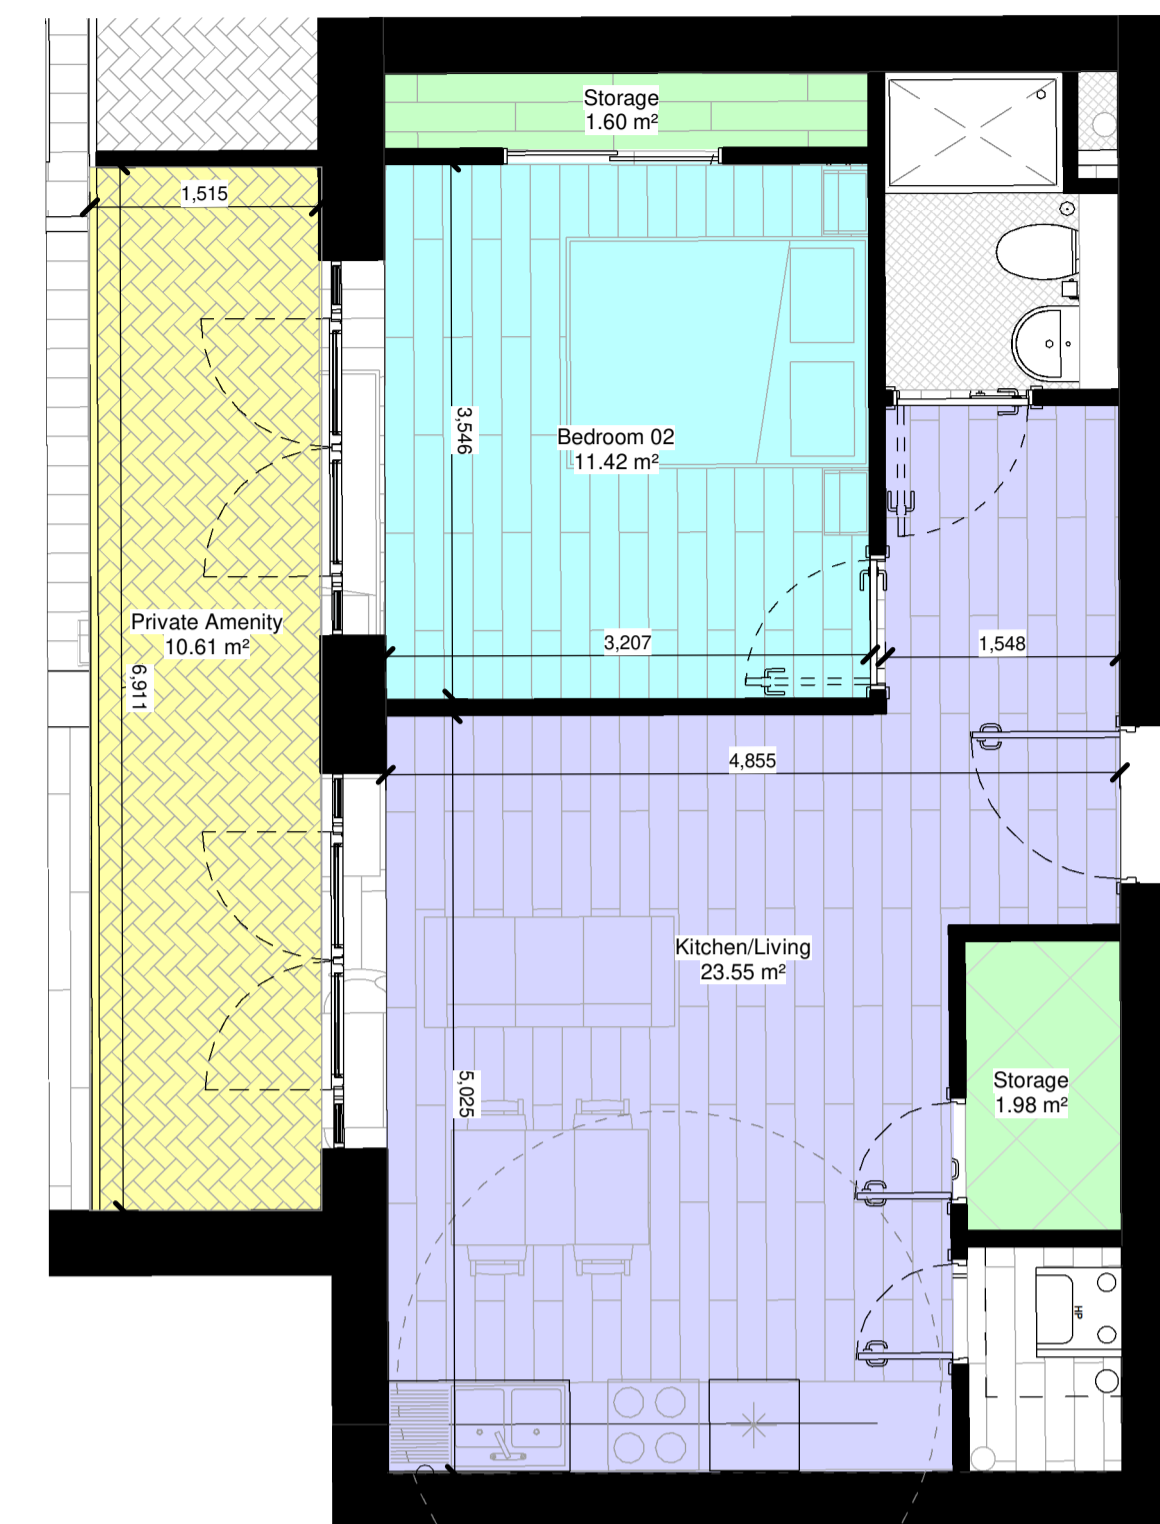 Storage
1.60 m²
1,515
3,546
Bedroom 02
11.42 m²
Private Amenity
10.61 m²
6,911
3,207
1,548
4,855
Kitchen/Living
23.55 m²
5,025
Storage
1.98 m²
HP